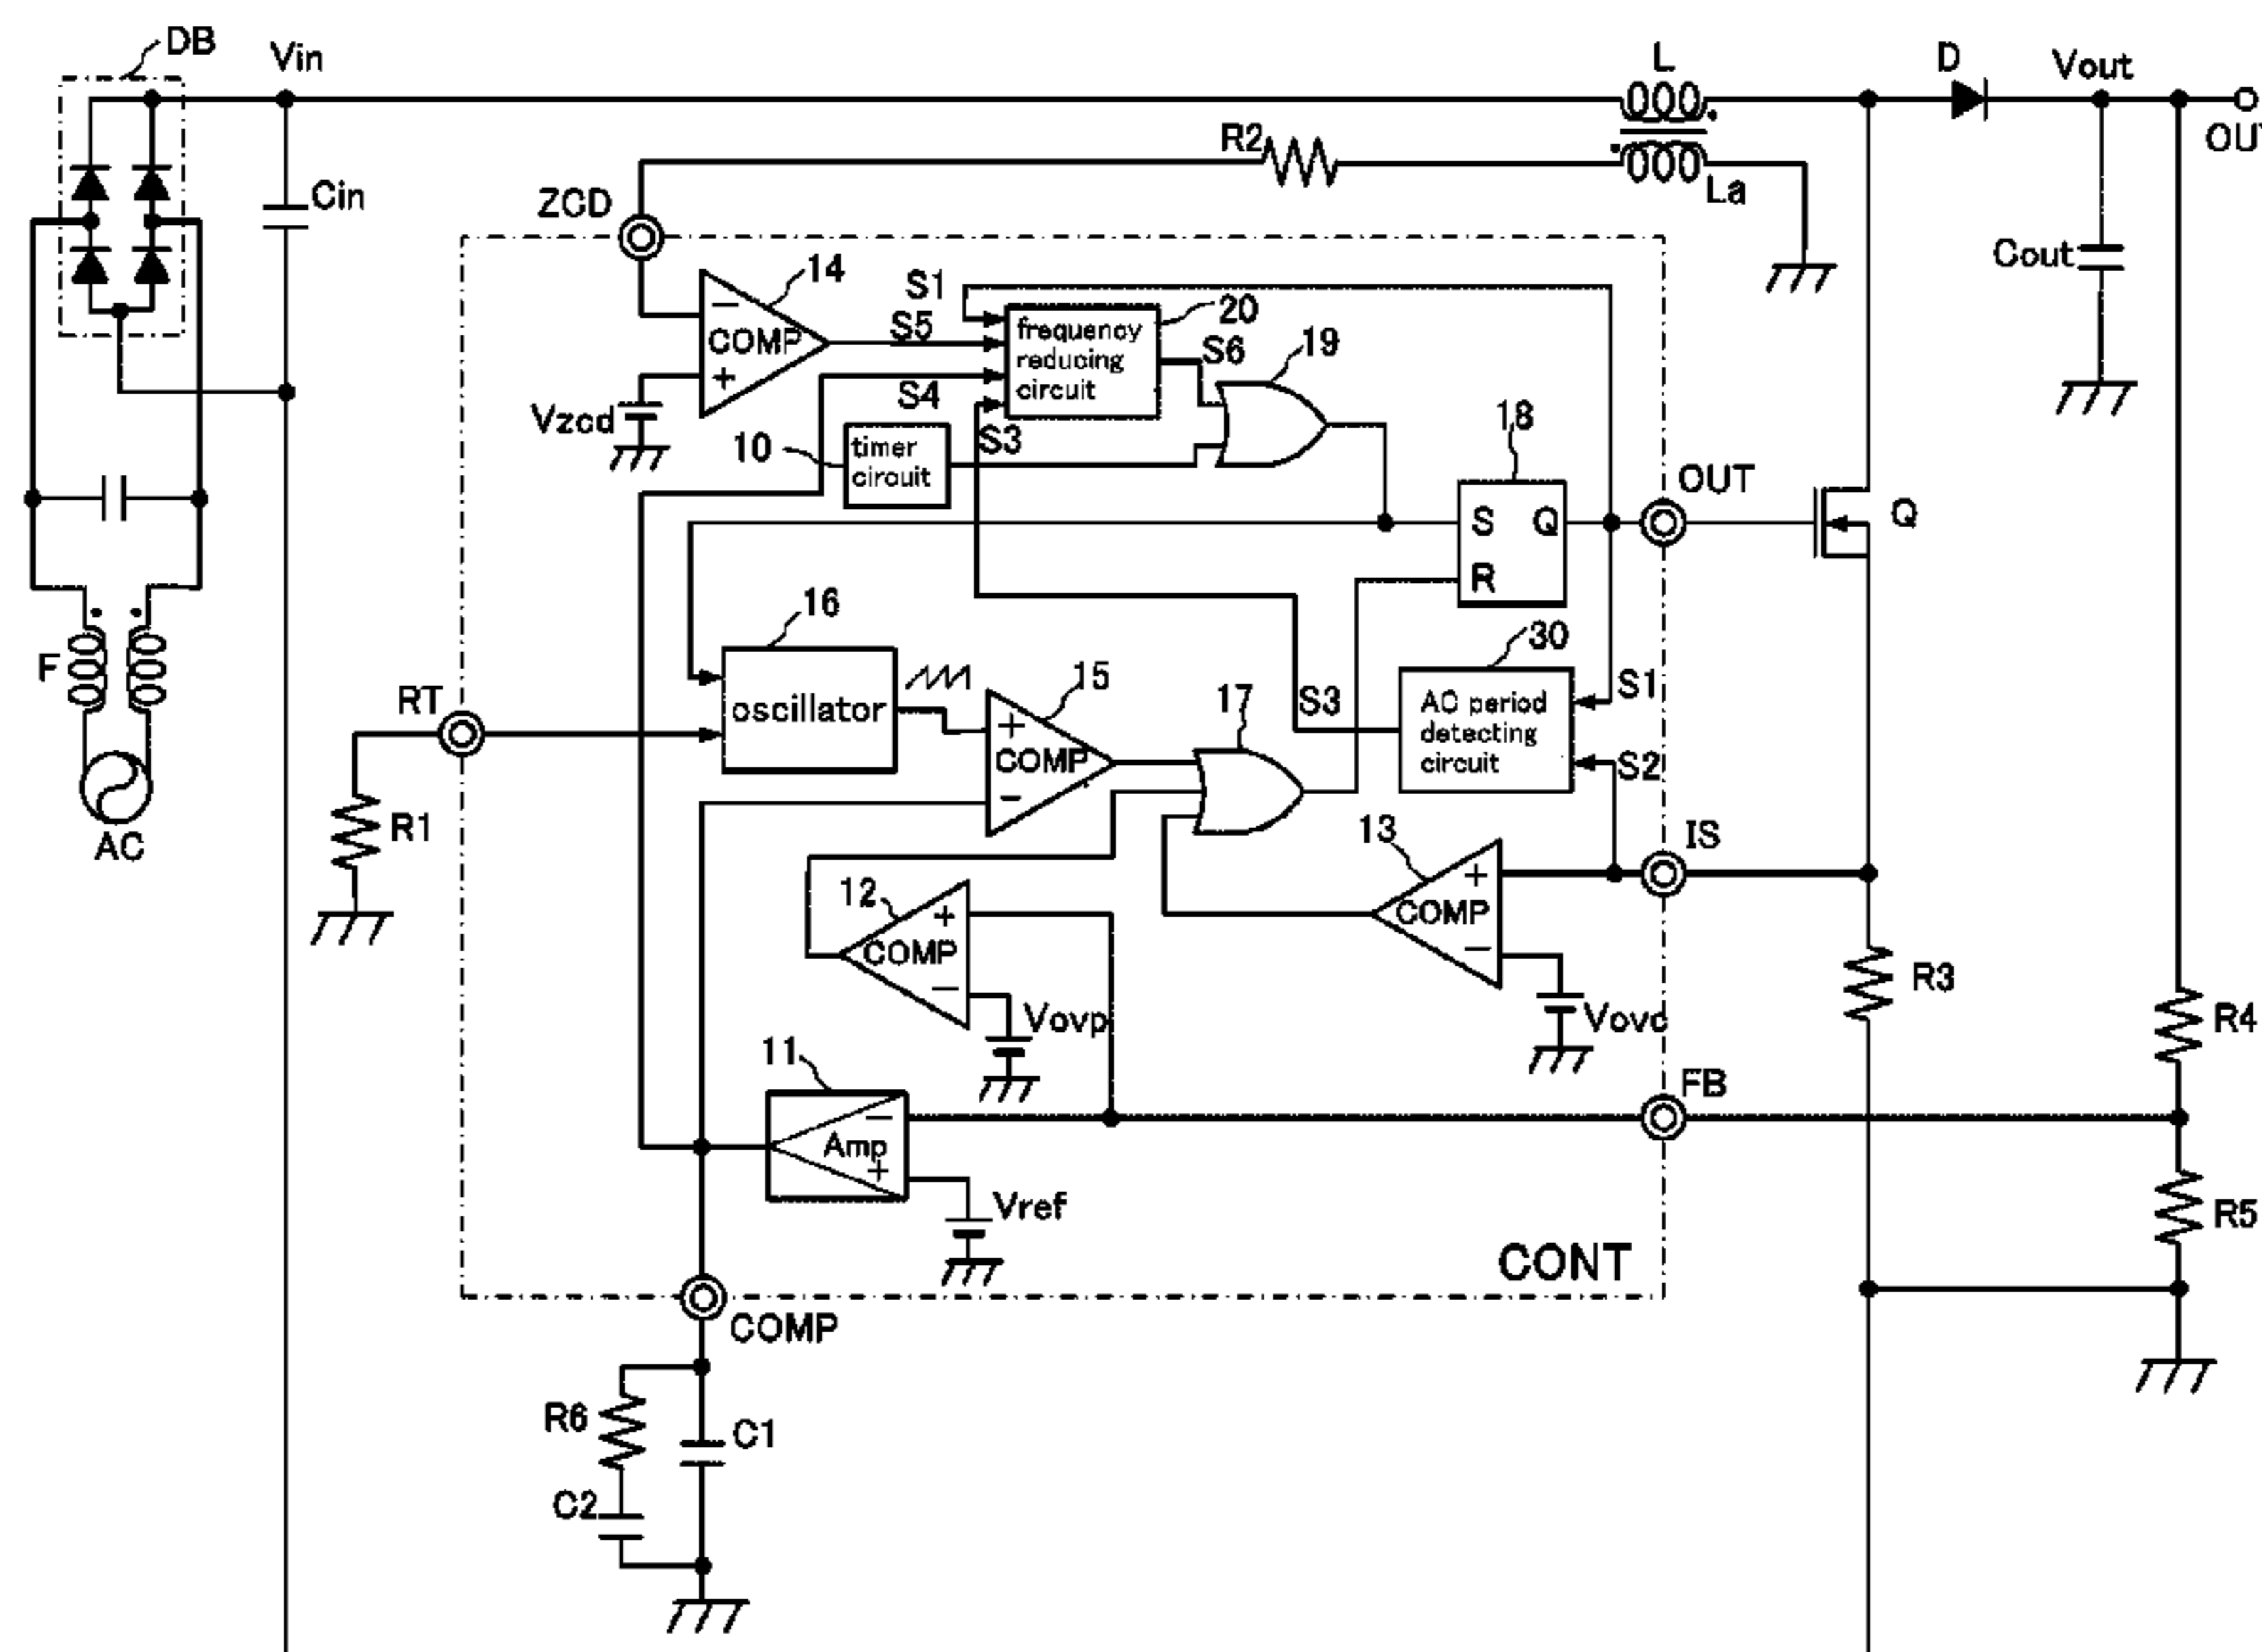 DB
Vin
L
D
Vout
R2
Cin
ZCD
La
Cout
14
S1
20
S5
COMP
frequency
reducing
circuit
S6
19
S4
Vzcd
S3
10
timer
circuit
18
OUT
S
Q
R
Q
16
30
F
RT
oscillator
15
17
S3
AC period
detecting
circuit
S1
S2
COMP
R1
AC
13
IS
12
COMP
COMP
R3
Vovp
Vovc
R4
11
FB
Amp
Vref
R5
CONT
COMP
R6
C1
C2